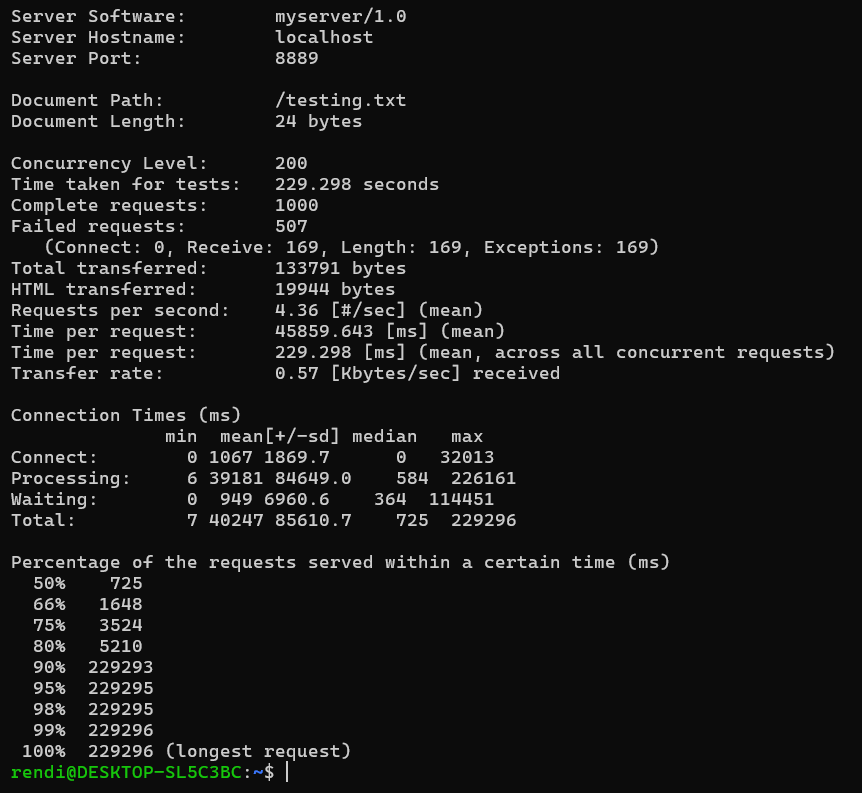 Server Software:        myserver/1.0
Server Hostname:        localhost
Server Port:            8889

Document Path:          /testing.txt
Document Length:        24 bytes

Concurrency Level:      200
Time taken for tests:   229.298 seconds
Complete requests:      1000
Failed requests:        507
   (Connect: 0, Receive: 169, Length: 169, Exceptions: 169)
Total transferred:      133791 bytes
HTML transferred:       19944 bytes
Requests per second:    4.36 [#/sec] (mean)
Time per request:       45859.643 [ms] (mean)
Time per request:       229.298 [ms] (mean, across all concurrent requests)
Transfer rate:          0.57 [Kbytes/sec] received

Connection Times (ms)
              min  mean[+/-sd] median   max
Connect:        0 1067 1869.7      0   32013
Processing:     6 39181 84649.0    584  226161
Waiting:        0  949 6960.6    364  114451
Total:          7 40247 85610.7    725  229296

Percentage of the requests served within a certain time (ms)
  50%    725
  66%   1648
  75%   3524
  80%   5210
  90%  229293
  95%  229295
  98%  229295
  99%  229296
 100%  229296 (longest request)
rendi@DESKTOP-SL5C3BC:~$